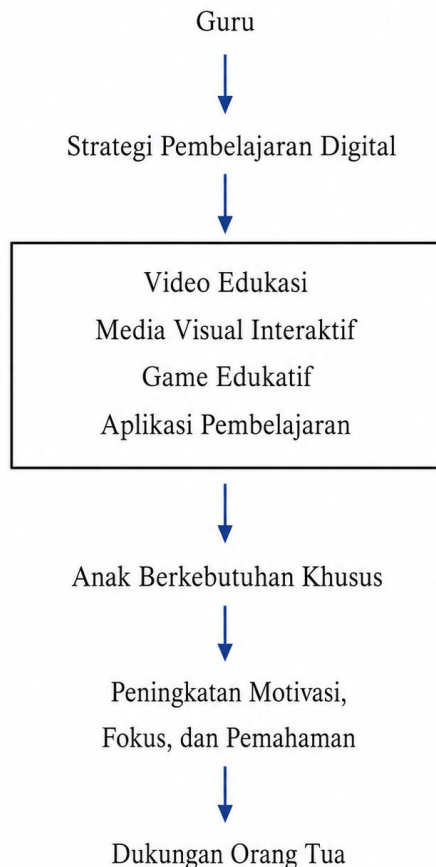 Guru
Strategi Pembelajaran Digital
Video Edukasi
Media Visual Interaktif
Game Edukatif
Aplikasi Pembelajaran
Anak Berkebutuhan Khusus
Peningkatan Motivasi,
Fokus, dan Pemahaman
Dukungan Orang Tua